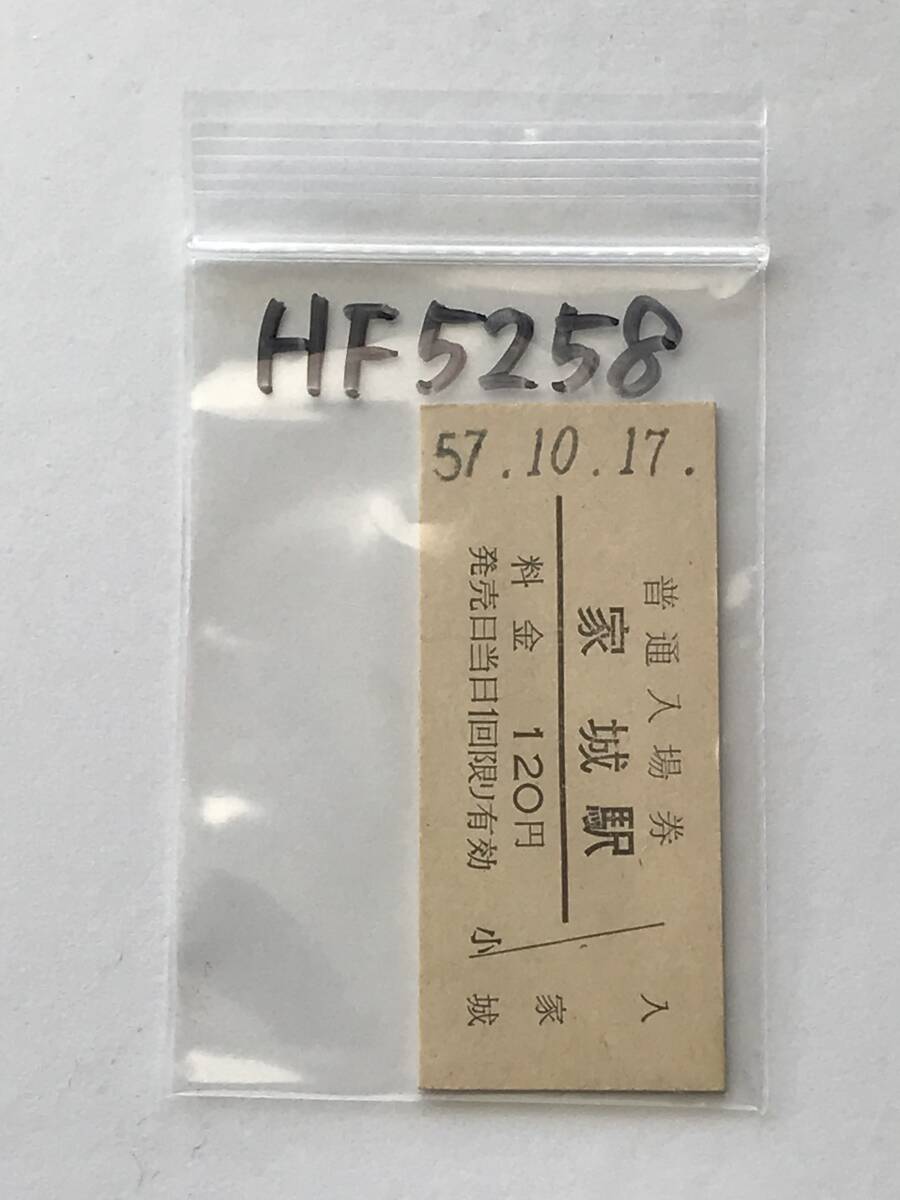 HF5258
57.10.17.
普通入場券
家城駅
料金 120円
発売日当日1回限り有効
小
入
家
城